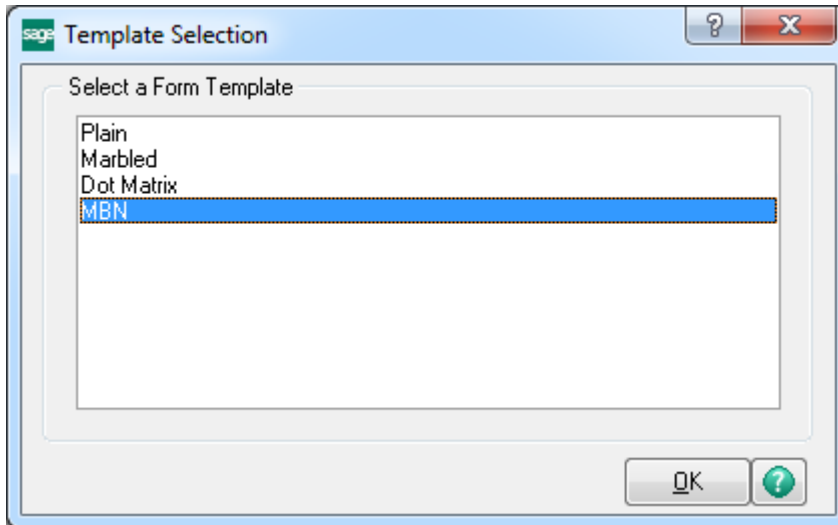 sage Template Selection
Select a Form Template
Plain
Marbled
Dot Matrix
MBN
OK